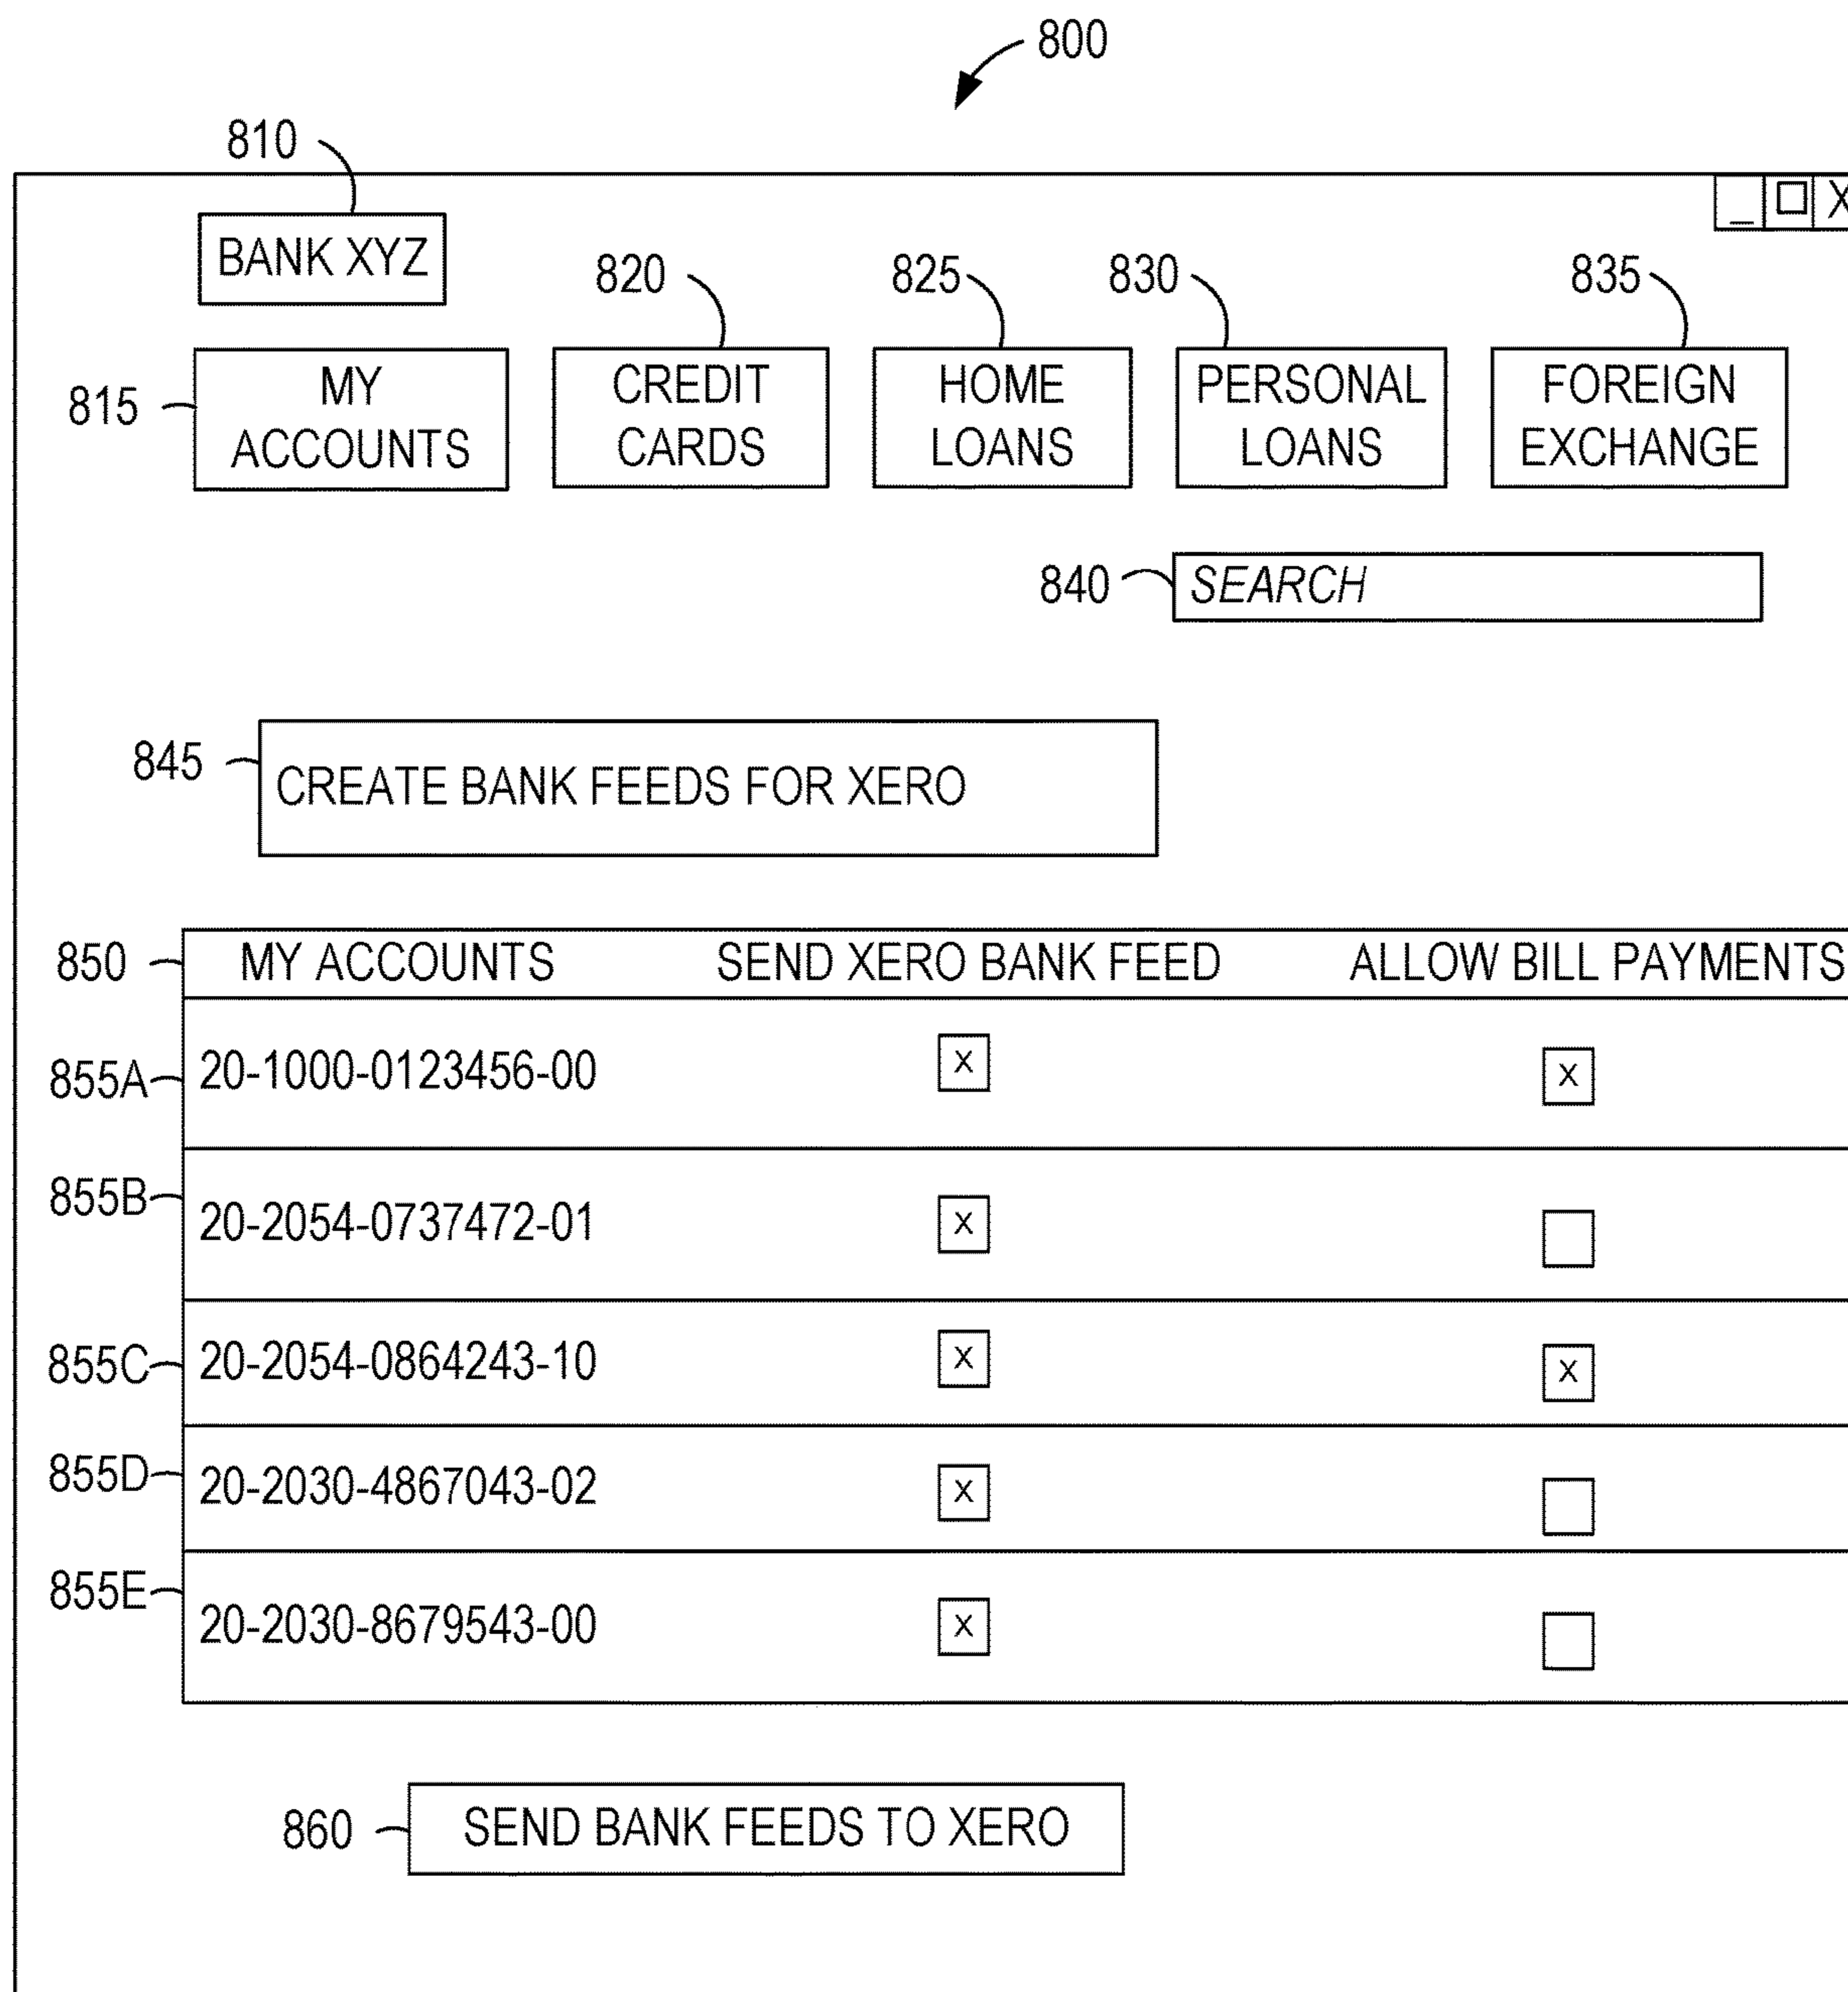 800
810
BANK XYZ
_ □ X
820 825 830 835
815
MY ACCOUNTS
CREDIT CARDS
HOME LOANS
PERSONAL LOANS
FOREIGN EXCHANGE
840 SEARCH
845 CREATE BANK FEEDS FOR XERO
850 MY ACCOUNTS SEND XERO BANK FEED ALLOW BILL PAYMENTS
855A 20-1000-0123456-00 X X
855B 20-2054-0737472-01 X
855C 20-2054-0864243-10 X X
855D 20-2030-4867043-02 X
855E 20-2030-8679543-00 X
860 SEND BANK FEEDS TO XERO